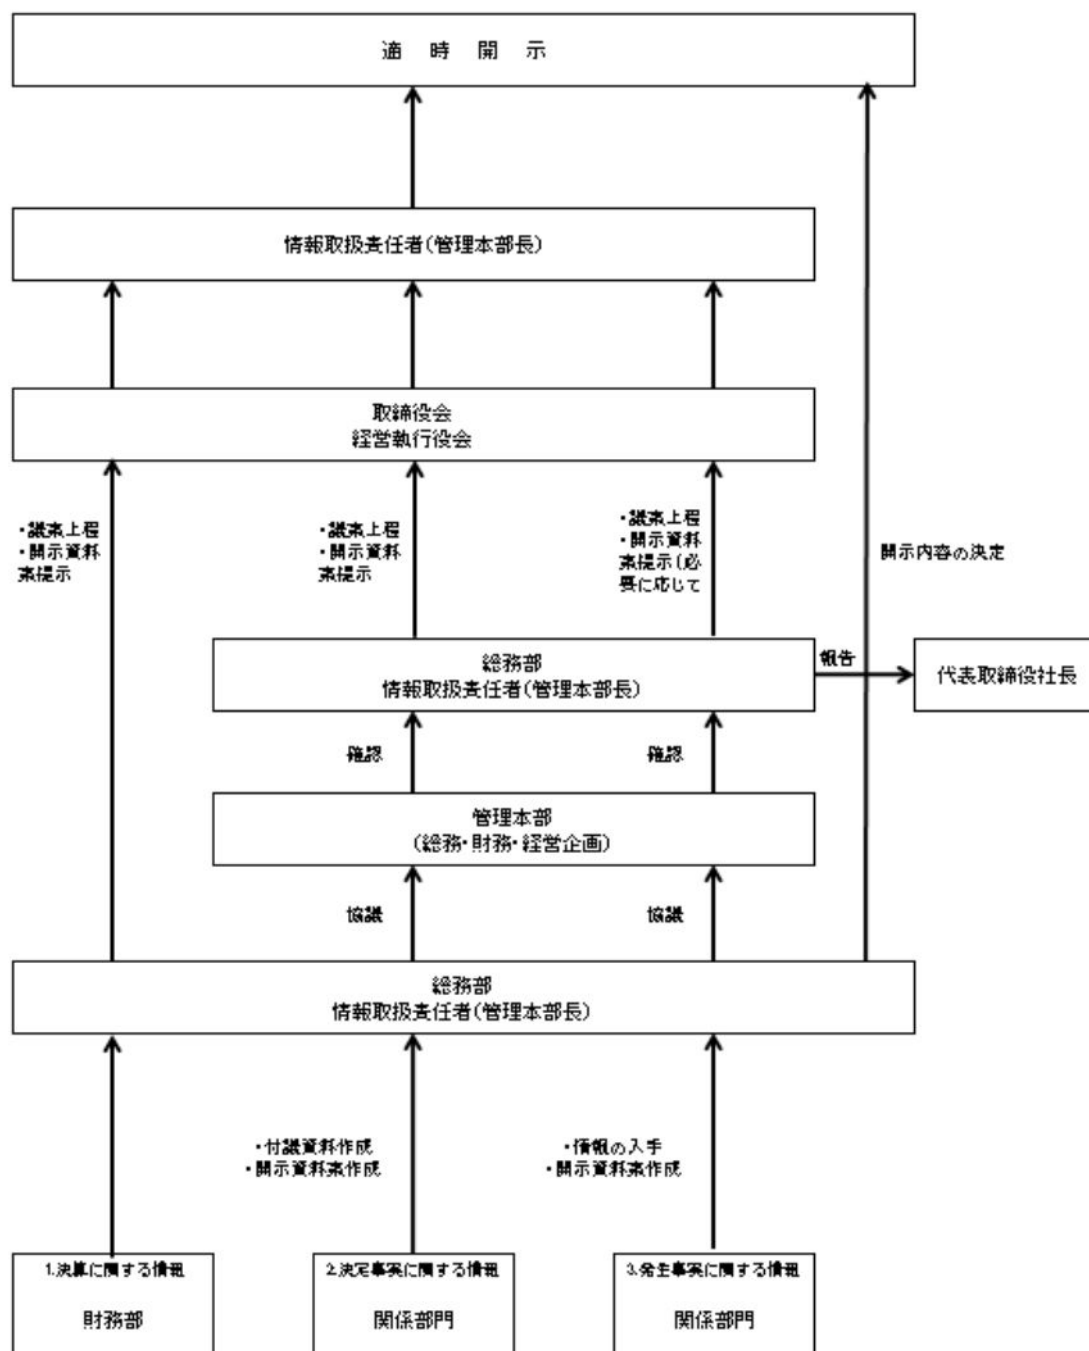 適 時 開 示
情報取扱責任者(管理本部長)
取締役会
経営執行役会
・議案上程
・開示資料
案提示
・議案上程
・開示資料
案提示
・議案上程
・開示資料
案提示(必
要に応じて
開示内容の決定
総務部
情報取扱責任者(管理本部長)
報告
代表取締役社長
確認
確認
管理本部
(総務・財務・経営企画)
協議
協議
総務部
情報取扱責任者(管理本部長)
・付議資料作成
・開示資料案作成
・情報の入手
・開示資料案作成
1.決算に関する情報
財務部
2.決定事実に関する情報
関係部門
3.発生事実に関する情報
関係部門